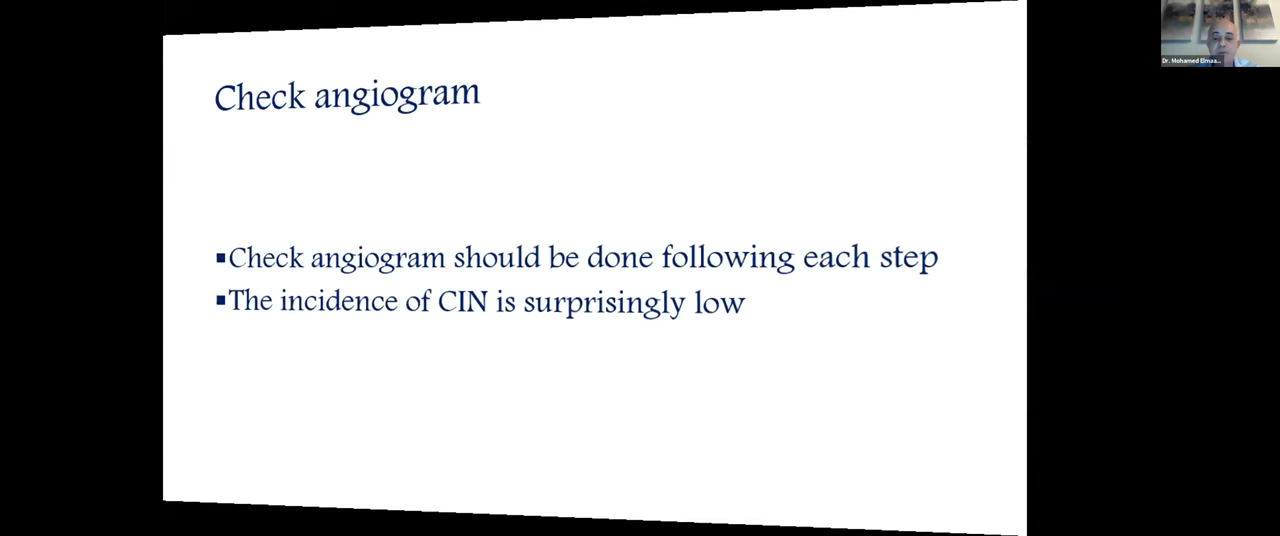 Check angiogram
▪Check angiogram should be done following each step
▪The incidence of CIN is surprisingly low
Dr. Mohamed Elmaa...